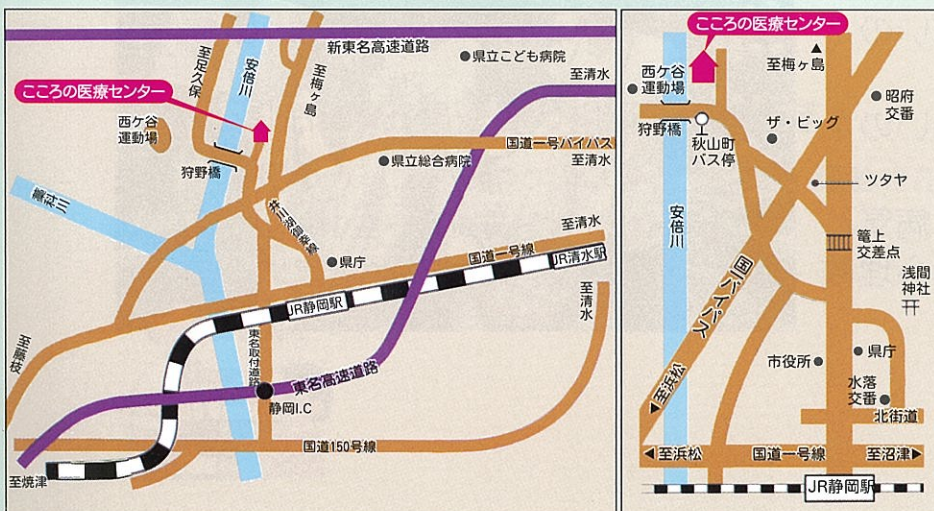 新東名高速道路
県立こども病院
至足久保
安倍川
至梅ヶ島
至清水
こころの医療センター
西ケ谷
運動場
狩野橋
国道一号バイパス
至清水
県立総合病院
藁科川
井川湖御幸線
至清水
県庁
国道一号線
JR清水駅
JR静岡駅
至清水
至藤枝
東名取付道路
東名高速道路
静岡I.C
国道150号線
至焼津
こころの医療センター
至梅ヶ島
西ケ谷
運動場
昭府
交番
狩野橋
秋山町
バス停
ザ・ビッグ
ツタヤ
安倍川
籠上
交差点
浅間
神社
国1バイパス
至浜松
市役所
県庁
水落
交番
北街道
至浜松
国道一号線
至沼津
JR静岡駅